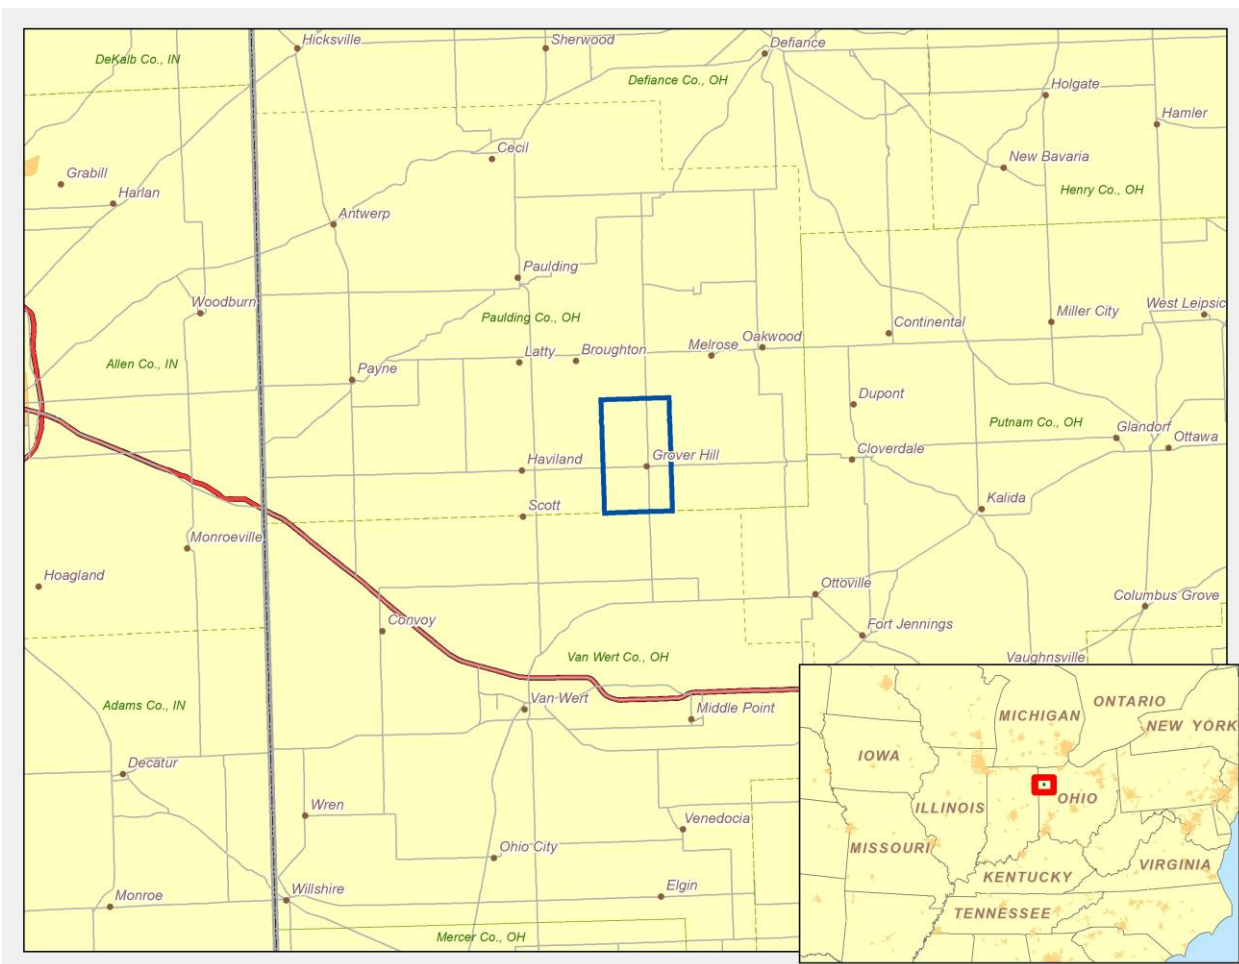 Hicksville
Sherwood
Defiance
DeKalb Co., IN
Defiance Co., OH
Holgate
Hamler
Cecil
New Bavaria
Grabill
Harlan
Henry Co., OH
Antwerp
Paulding
Woodburn
West Leipsic
Paulding Co., OH
Miller City
Continental
Oakwood
Melrose
Latty
Broughton
Allen Co., IN
Payne
Dupont
Putnam Co., OH
Glandorf
Ottawa
Cloverdale
Grover Hill
Haviland
Kalida
Scott
Monroeville
Hoagland
Ottoville
Columbus Grove
Convoy
Fort Jennings
Van Wert Co., OH
Vaughnsville
Adams Co., IN
Van Wert
Middle Point
Decatur
Wren
Venedocia
Ohio City
Willshire
Elgin
Monroe
Mercer Co., OH
ONTARIO
MICHIGAN
NEW YORK
IOWA
ILLINOIS
OHIO
MISSOURI
VIRGINIA
KENTUCKY
TENNESSEE